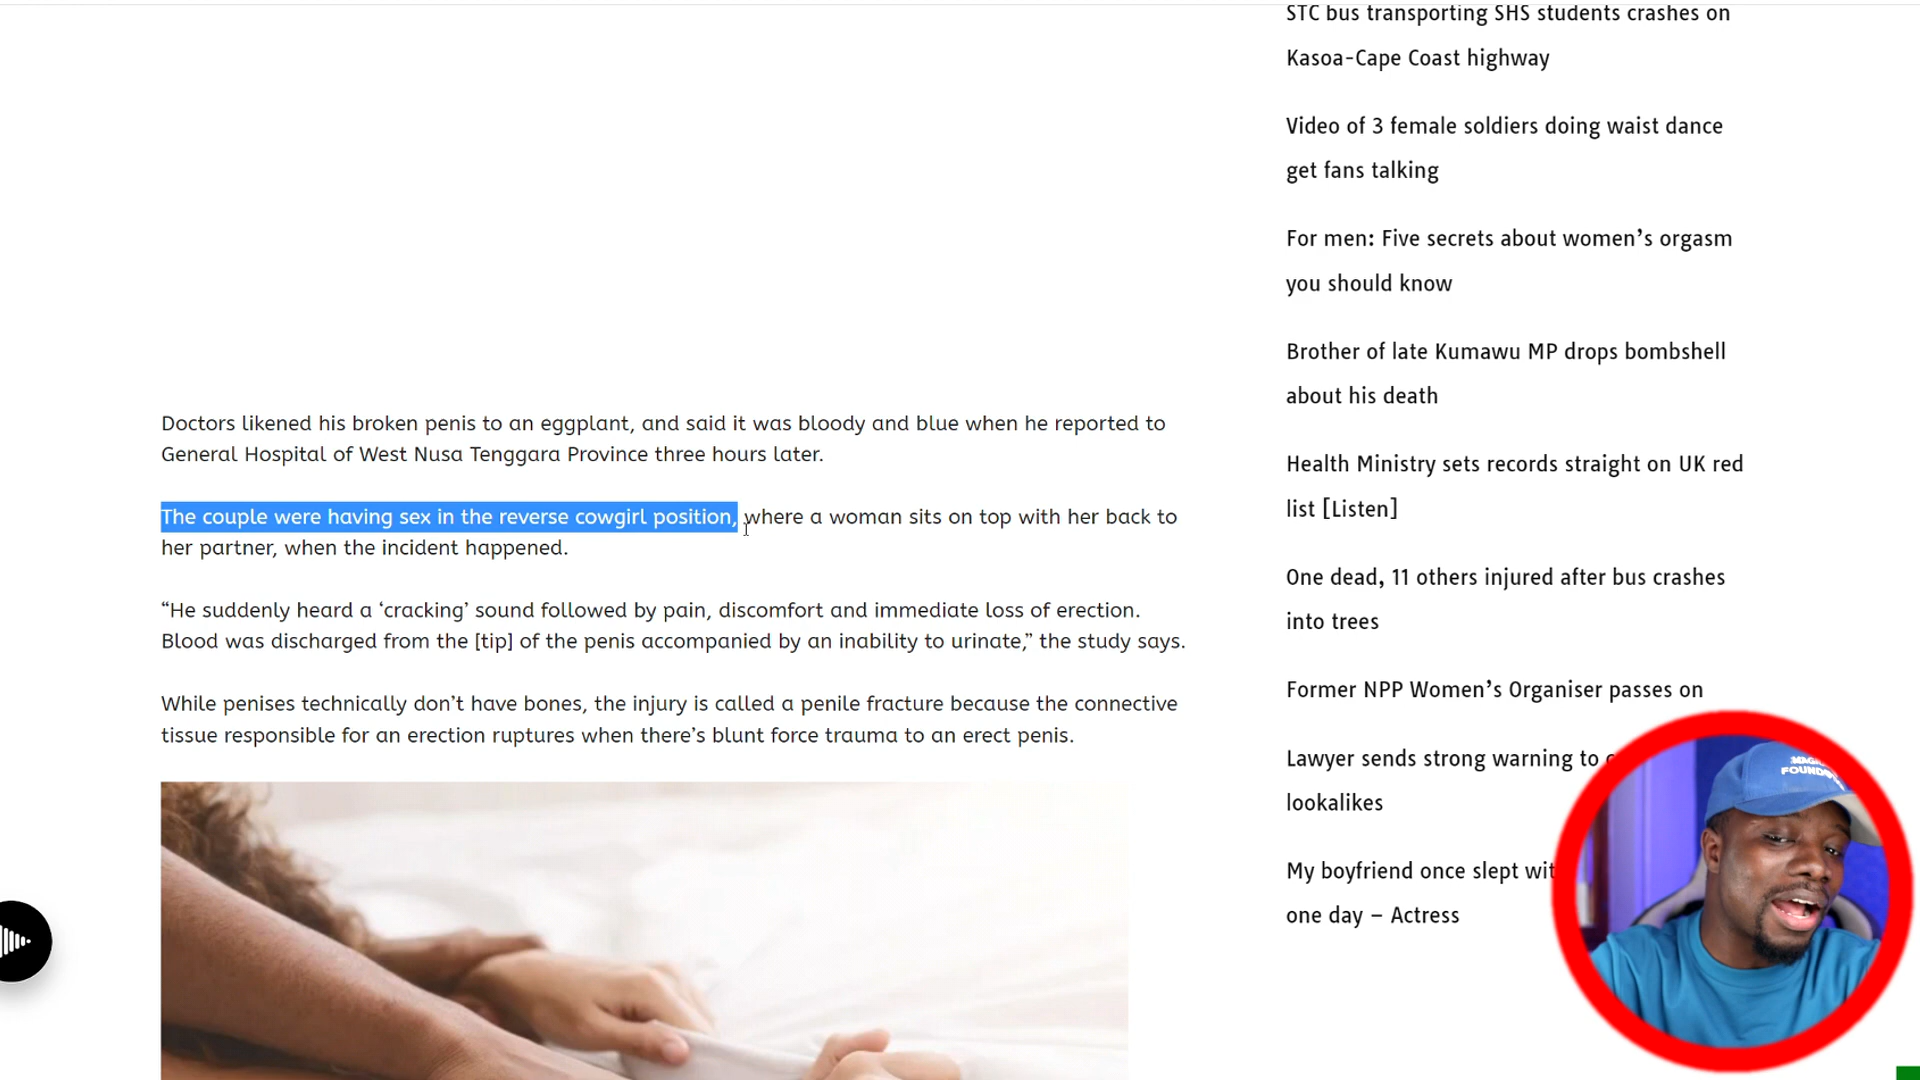 Doctors likened his broken penis to an eggplant, and said it was bloody and blue when he reported to
General Hospital of West Nusa Tenggara Province three hours later.
The couple were having sex in the reverse cowgirl position, where a woman sits on top with her back to
her partner, when the incident happened.
“He suddenly heard a ‘cracking’ sound followed by pain, discomfort and immediate loss of erection.
Blood was discharged from the [tip] of the penis accompanied by an inability to urinate,” the study says.
While penises technically don’t have bones, the injury is called a penile fracture because the connective
tissue responsible for an erection ruptures when there’s blunt force trauma to an erect penis.
STC bus transporting SHS students crashes on
Kasoa-Cape Coast highway
Video of 3 female soldiers doing waist dance
get fans talking
For men: Five secrets about women’s orgasm
you should know
Brother of late Kumawu MP drops bombshell
about his death
Health Ministry sets records straight on UK red
list [Listen]
One dead, 11 others injured after bus crashes
into trees
Former NPP Women’s Organiser passes on
Lawyer sends strong warning to
lookalikes
My boyfriend once slept
one day – Actress